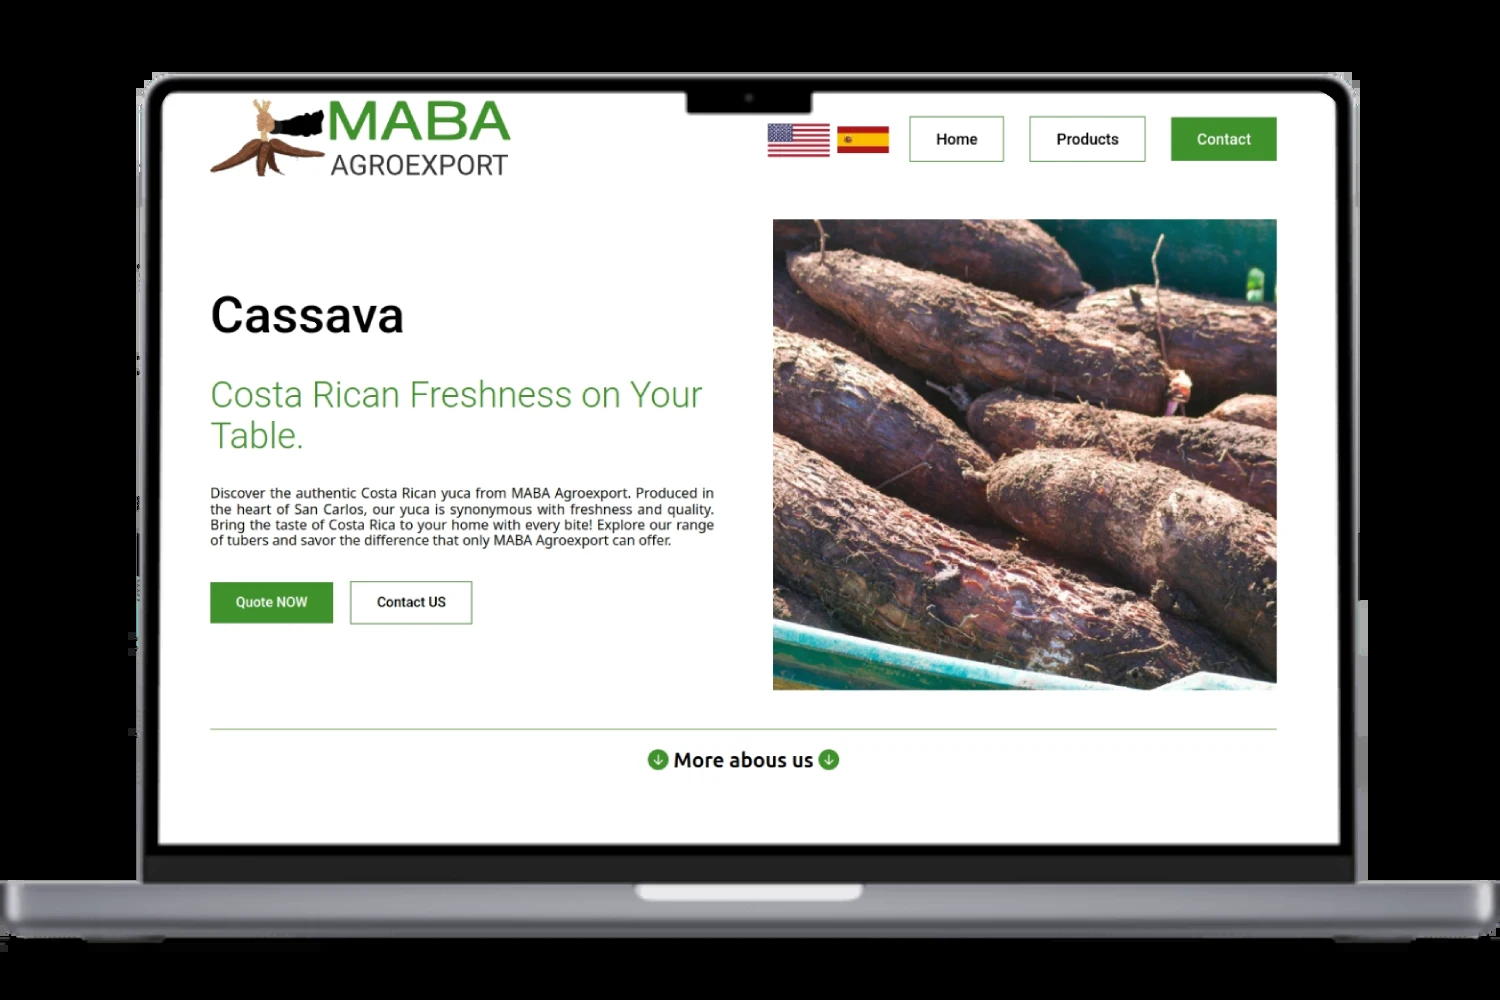 MABA
AGROEXPORT
Home
Products
Contact
Cassava
Costa Rican Freshness on Your
Table.
Discover the authentic Costa Rican yuca from MABA Agroexport. Produced in
the heart of San Carlos, our yuca is synonymous with freshness and quality.
Bring the taste of Costa Rica to your home with every bite! Explore our range
of tubers and savor the difference that only MABA Agroexport can offer.
Quote NOW
Contact US
More abous us